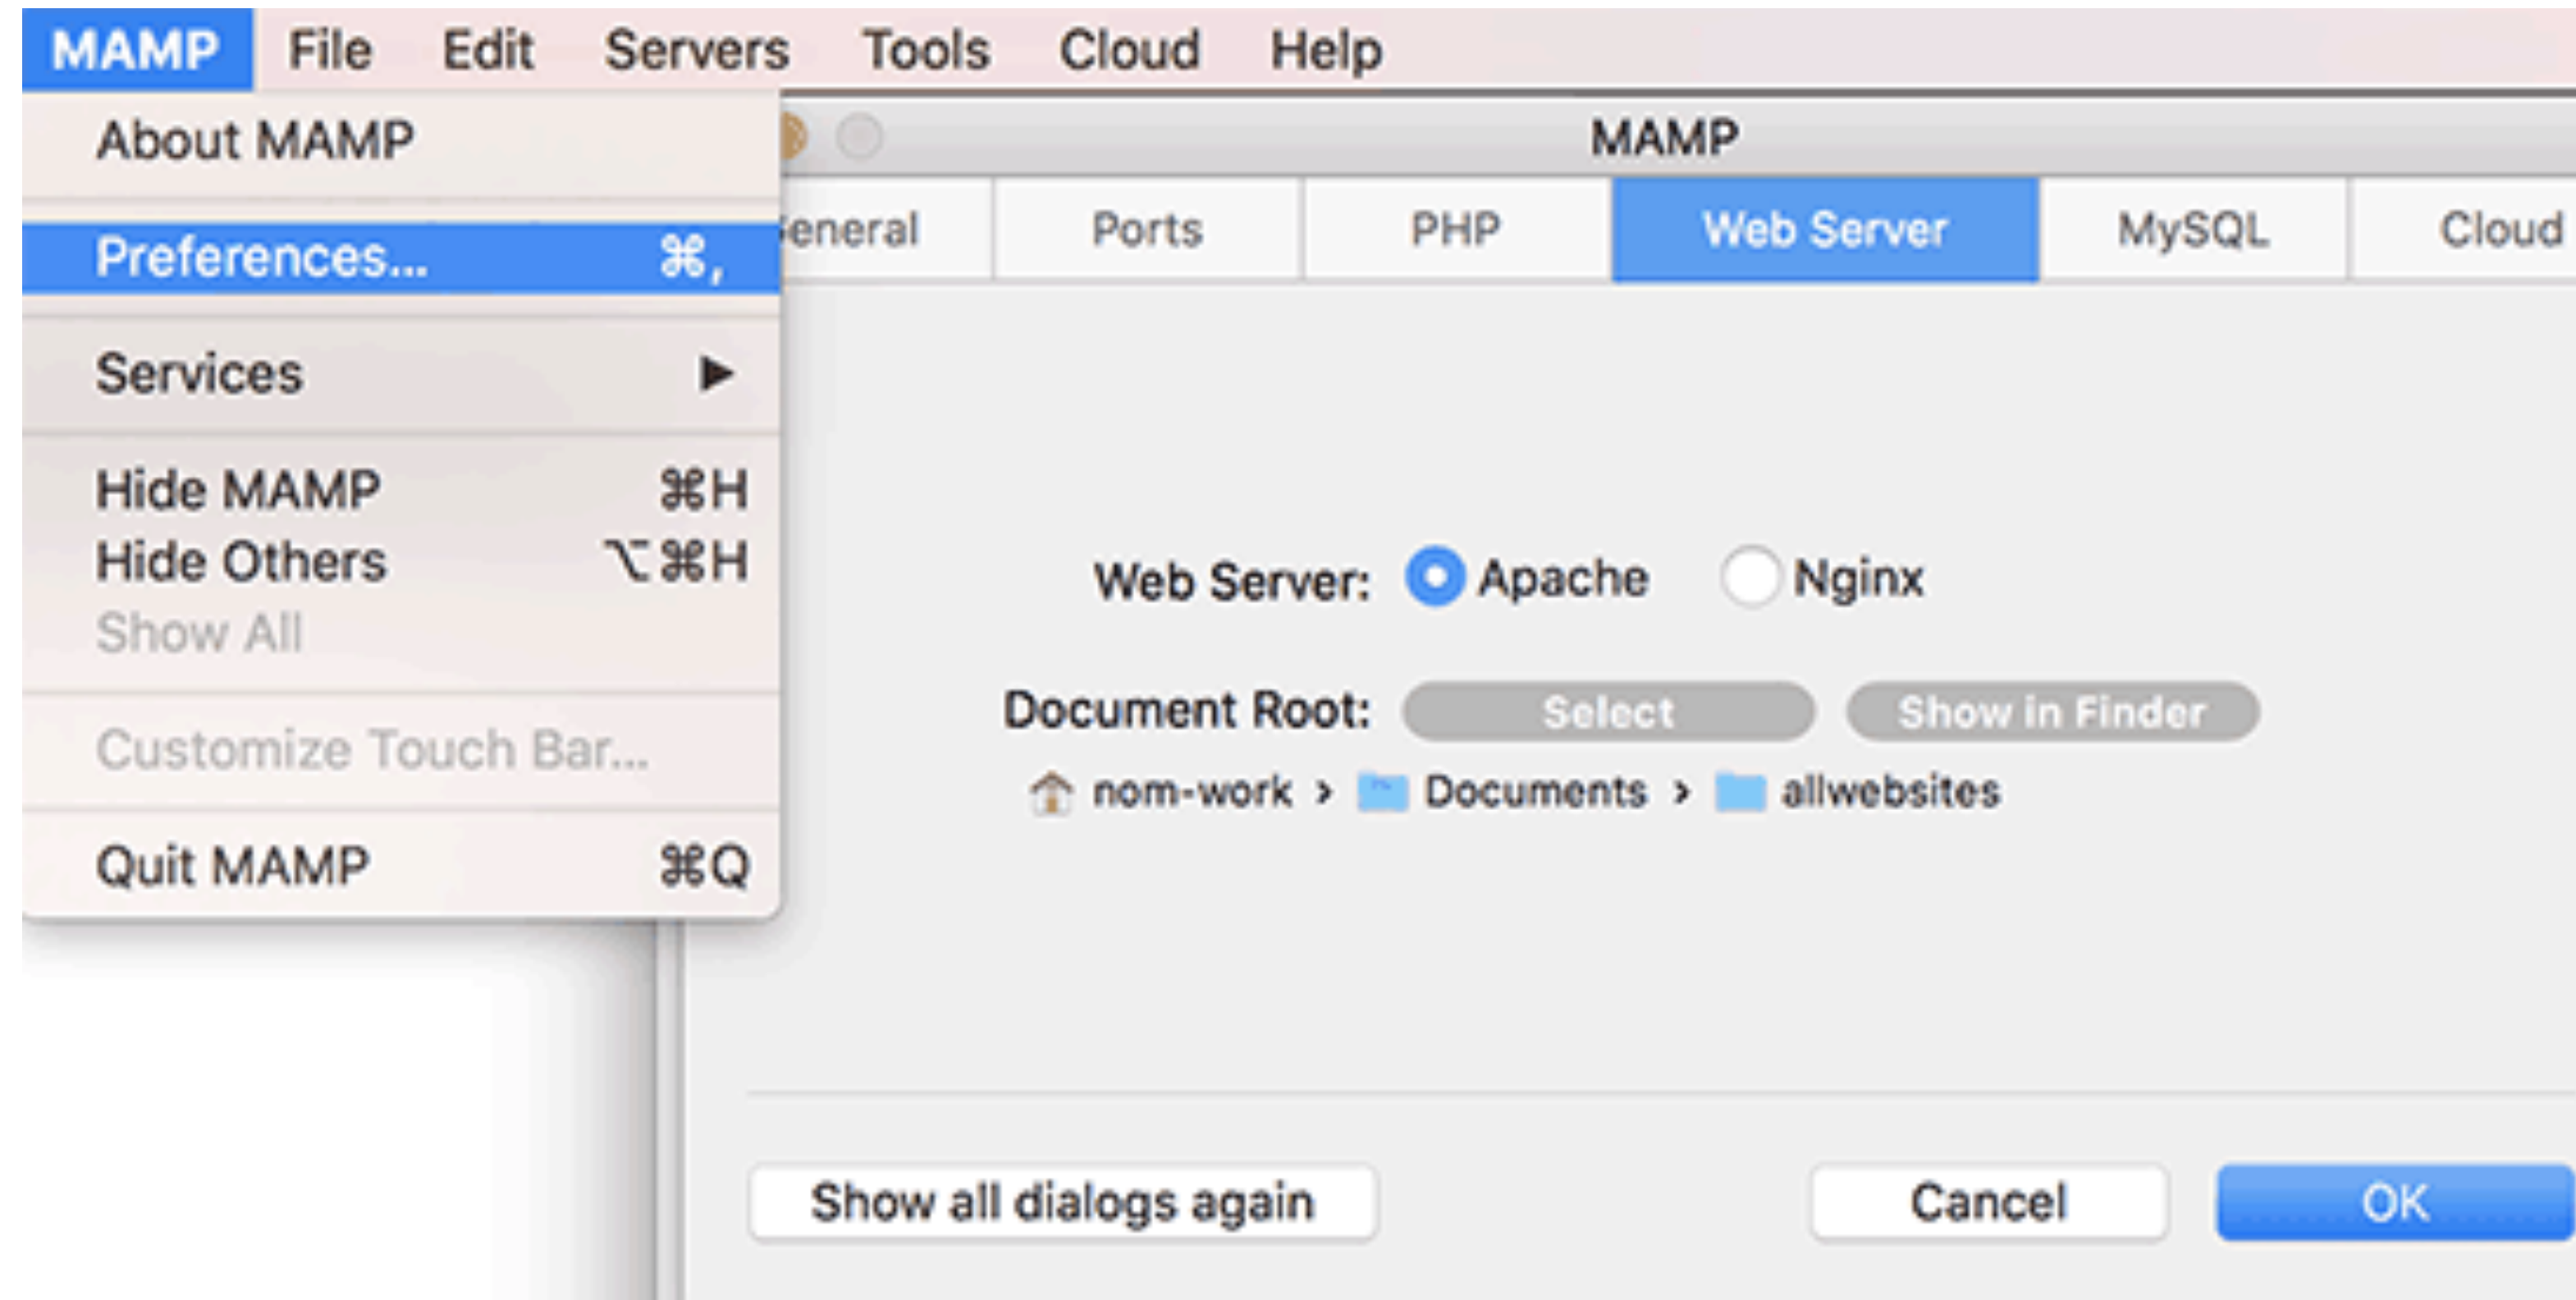 MAMP File Edit Servers Tools Cloud Help
About MAMP
Preferences... ⌘,
Services ▶
Hide MAMP ⌘H
Hide Others ⌥⌘H
Show All
Customize Touch Bar...
Quit MAMP ⌘Q
MAMP
eneral Ports PHP Web Server MySQL Cloud
Web Server: Apache Nginx
Document Root: Select Show in Finder
nom-work › Documents › allwebsites
Show all dialogs again Cancel OK